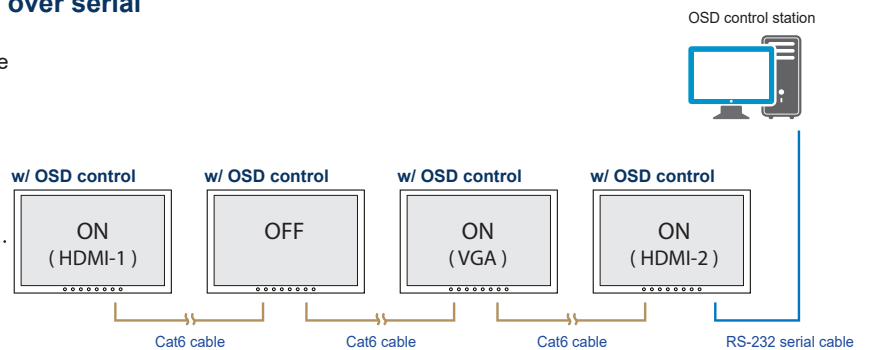 over serial
OSD control station
e
w/ OSD control
w/ OSD control
w/ OSD control
w/ OSD control
.
ON
( HDMI-1 )
OFF
ON
( VGA )
ON
( HDMI-2 )
Cat6 cable
Cat6 cable
Cat6 cable
RS-232 serial cable